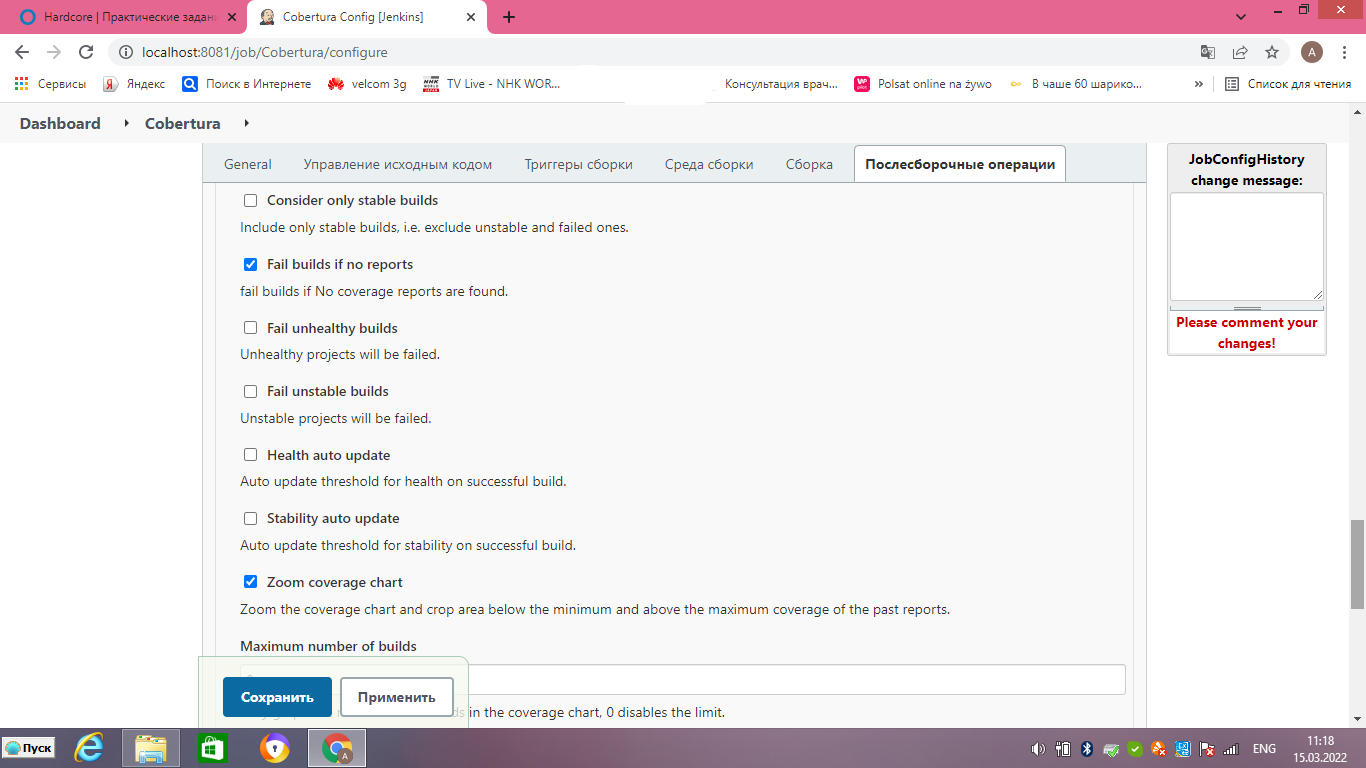 Hardcore | Практические задани
Cobertura Config [Jenkins]
localhost:8081/job/Cobertura/configure
A
Сервисы
Яндекс
Поиск в Интернете
velcom 3g
TV Live - NHK WOR...
Консультация врач...
Polsat online na żywo
В чаше 60 шарико...
»
Список для чтения
Dashboard
Cobertura
General
Управление исходным кодом
Триггеры сборки
Среда сборки
Сборка
Послесборочные операции
JobConfigHistory
change message:
Please comment your
changes!
Consider only stable builds
Include only stable builds, i.e. exclude unstable and failed ones.
Fail builds if no reports
fail builds if No coverage reports are found.
Fail unhealthy builds
Unhealthy projects will be failed.
Fail unstable builds
Unstable projects will be failed.
Health auto update
Auto update threshold for health on successful build.
Stability auto update
Auto update threshold for stability on successful build.
Zoom coverage chart
Zoom the coverage chart and crop area below the minimum and above the maximum coverage of the past reports.
Maximum number of builds
Сохранить
Применить
in the coverage chart, 0 disables the limit.
Пуск
ENG
11:18
15.03.2022